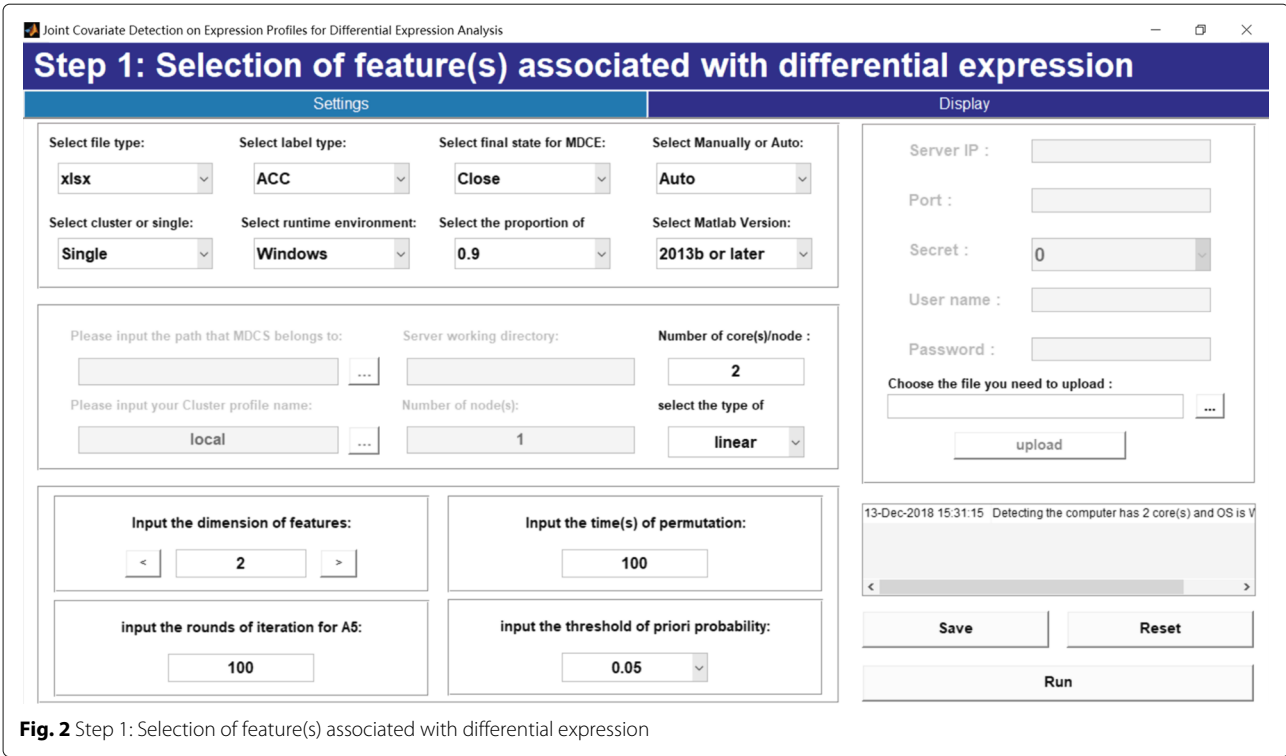 Joint Covariate Detection on Expression Profiles for Differential Expression Analysis
Step 1: Selection of feature(s) associated with differential expression
Settings Display
Select file type: Select label type: Select final state for MDCE: Select Manually or Auto:
xlsx ACC Close Auto
Select cluster or single: Select runtime environment: Select the proportion of Select Matlab Version:
Single Windows 0.9 2013b or later
Please input the path that MDCS belongs to: Server working directory: Number of core(s)/node :
... 2
Please input your Cluster profile name: Number of node(s): select the type of
local ... 1 linear
Input the dimension of features: Input the time(s) of permutation:
< 2 > 100
input the rounds of iteration for A5: input the threshold of priori probability:
100 0.05
Server IP :
Port :
Secret : 0
User name :
Password :
Choose the file you need to upload :
...
upload
13-Dec-2018 15:31:15 Detecting the computer has 2 core(s) and OS is W
< >
Save Reset
Run
Fig. 2 Step 1: Selection of feature(s) associated with differential expression